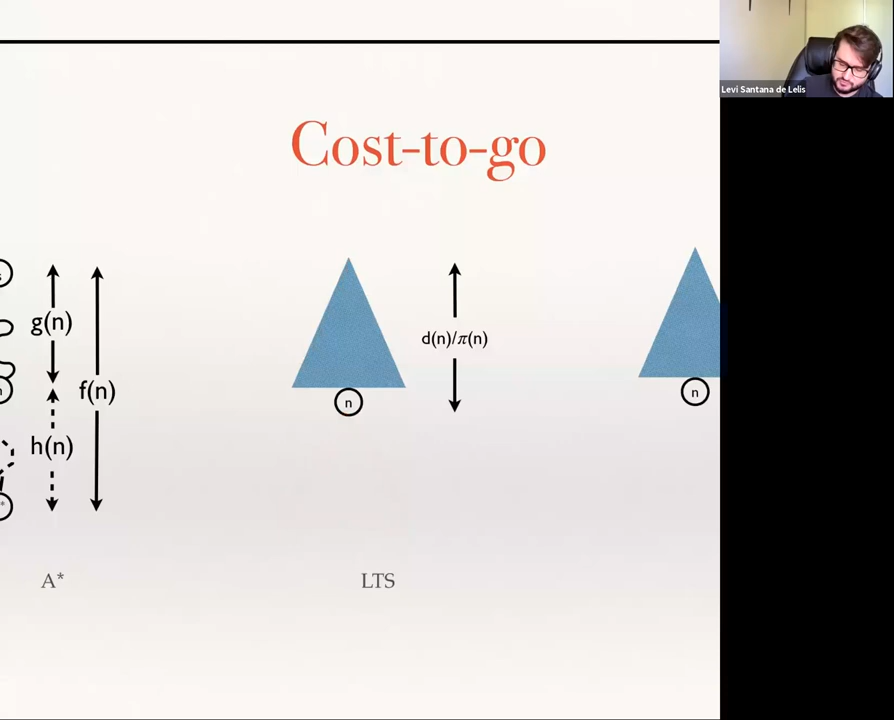 Levi Santana de Lelis
Cost-to-go
g(n)
f(n)
h(n)
d(n)/π(n)
n
n
A*
LTS